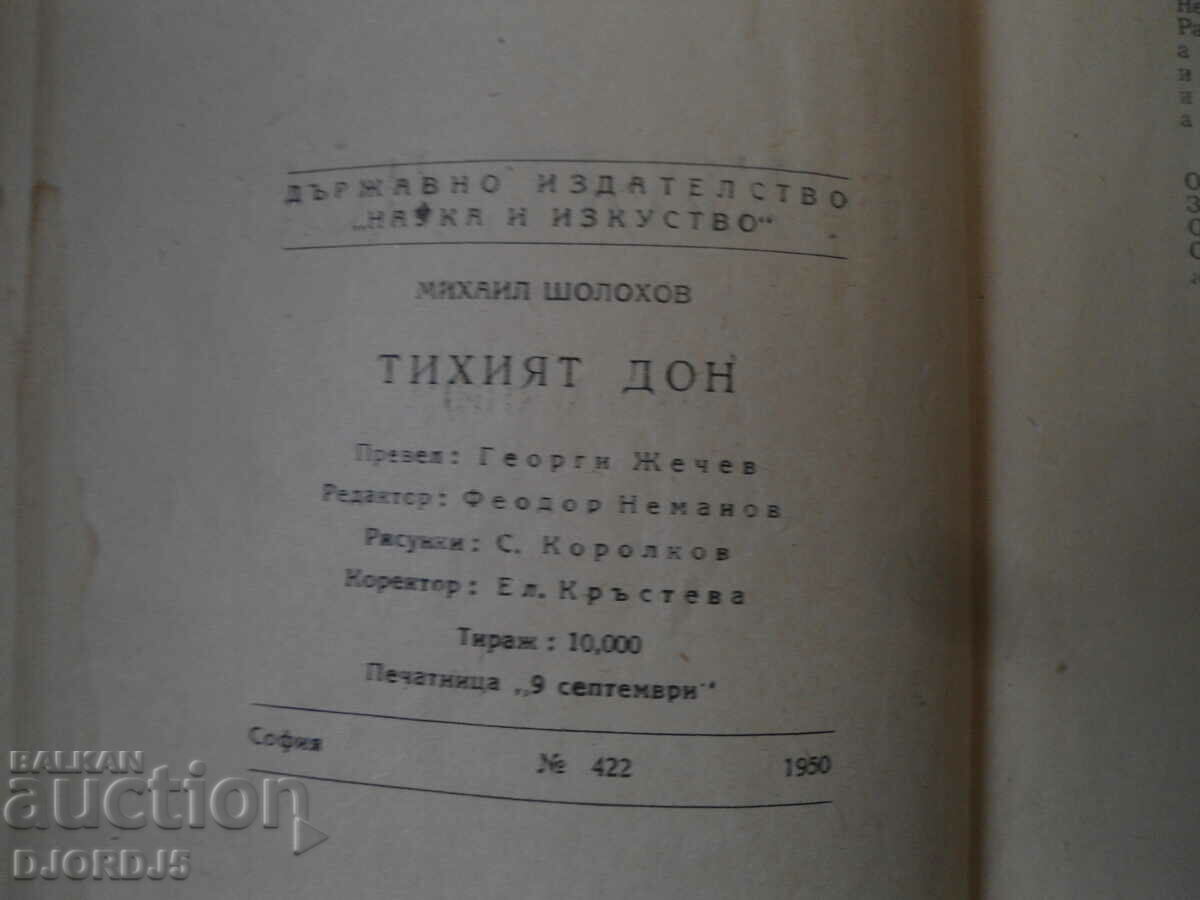 ДЪРЖАВНО ИЗДАТЕЛСТВО
„НАУКА И ИЗКУСТВО“
МИХАИЛ ШОЛОХОВ
ТИХИЯТ ДОН
Превел: Георги Жечев
Редактор: Феодор Неманов
Рисунки: С. Королков
Коректор: Ел. Кръстева
Тираж: 10,000
Печатница „9 септември“
София № 422 1950
BALKAN
auction
DJORDJ5